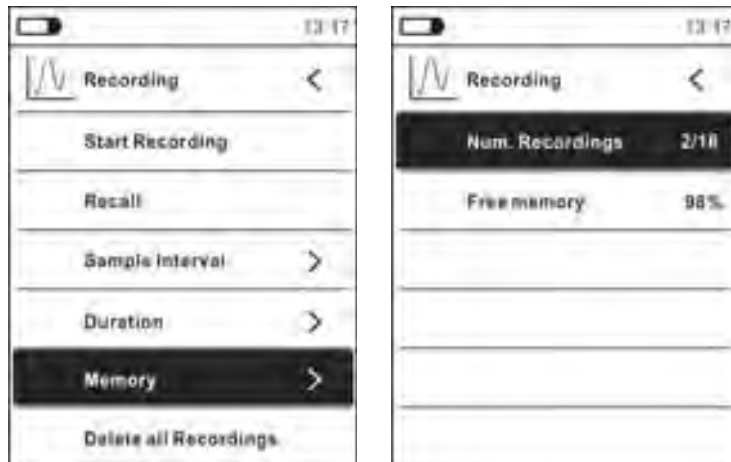 13:17
Recording
Start Recording
Recall
Sample Interval
Duration
Memory
Delete all Recordings
13:17
Recording
Num. Recordings 2/16
Free memory 98%